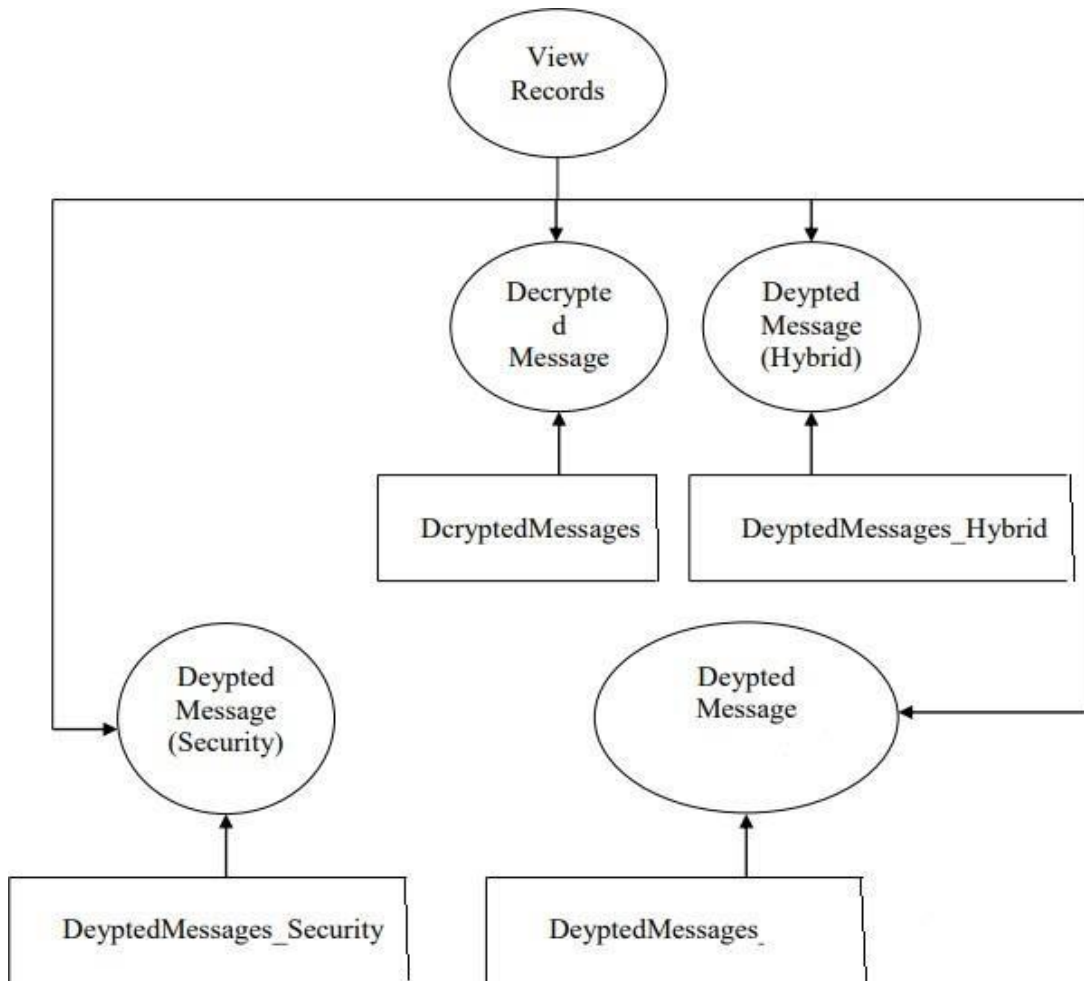 View
Records
Decrypte
d
Message
Deypted
Message
(Hybrid)
DcryptedMessages
DeyptedMessages_Hybrid
Deypted
Message
(Security)
Deypted
Message
DeyptedMessages_Security
DeyptedMessages_